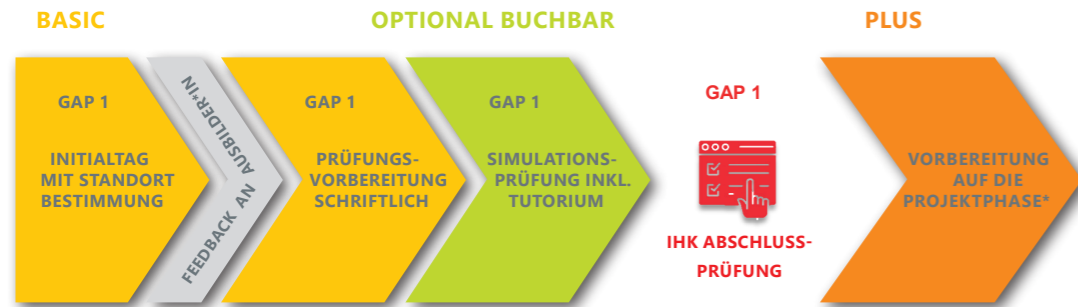 BASIC
OPTIONAL BUCHBAR
PLUS
GAP 1
INITIALTAG
MIT STANDORT
BESTIMMUNG
FEEDBACK AN AUSBILDER*IN
GAP 1
PRÜFUNGS-
VORBEREITUNG
SCHRIFTLICH
GAP 1
SIMULATIONS-
PRÜFUNG INKL.
TUTORIUM
GAP 1
IHK ABSCHLUSS-
PRÜFUNG
VORBEREITUNG
AUF DIE
PROJEKTPHASE*